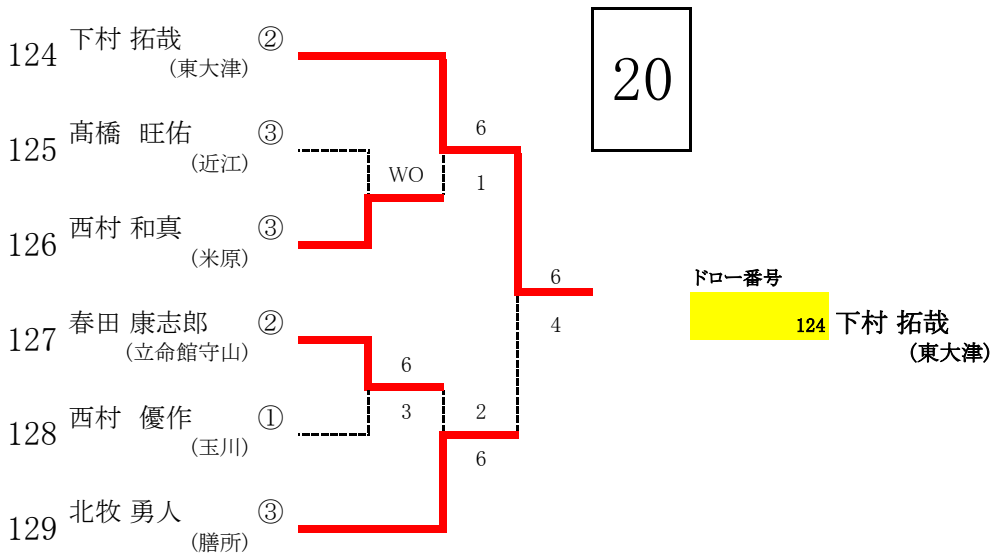 124 下村 拓哉 ②
(東大津)
20
125 髙橋 旺佑 ③
(近江)
6
WO
1
126 西村 和真 ③
(米原)
6
4
ドロー番号
124 下村 拓哉
(東大津)
127 春田 康志郎 ②
(立命館守山)
6
3
2
6
128 西村 優作 ①
(玉川)
129 北牧 勇人 ③
(膳所)